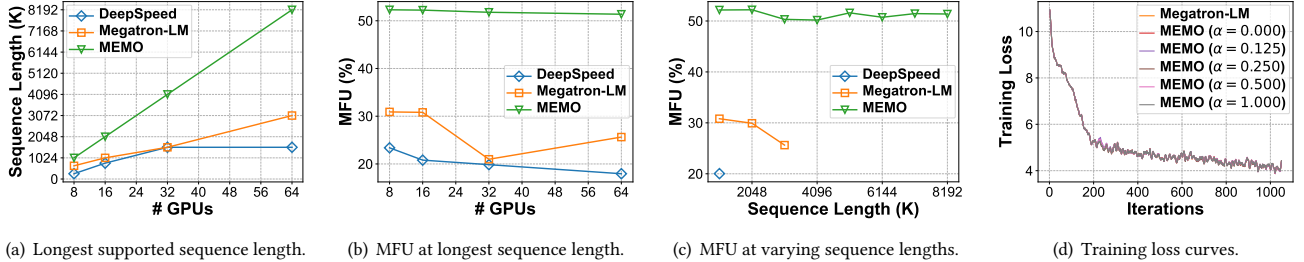 8192
7168
6144
5120
4096
3072
2048
1024
0
Sequence Length (K)
DeepSpeed
Megatron-LM
MEMO
8 16 24 32 40 48 56 64
# GPUs
(a) Longest supported sequence length.
50
40
30
20
MFU (%)
DeepSpeed
Megatron-LM
MEMO
8 16 24 32 40 48 56 64
# GPUs
(b) MFU at longest sequence length.
50
40
30
20
MFU (%)
DeepSpeed
Megatron-LM
MEMO
2048 4096 6144 8192
Sequence Length (K)
(c) MFU at varying sequence lengths.
10
8
6
4
Training Loss
Megatron-LM
MEMO (α = 0.000)
MEMO (α = 0.125)
MEMO (α = 0.250)
MEMO (α = 0.500)
MEMO (α = 1.000)
0 200 400 600 800 1000
Iterations
(d) Training loss curves.